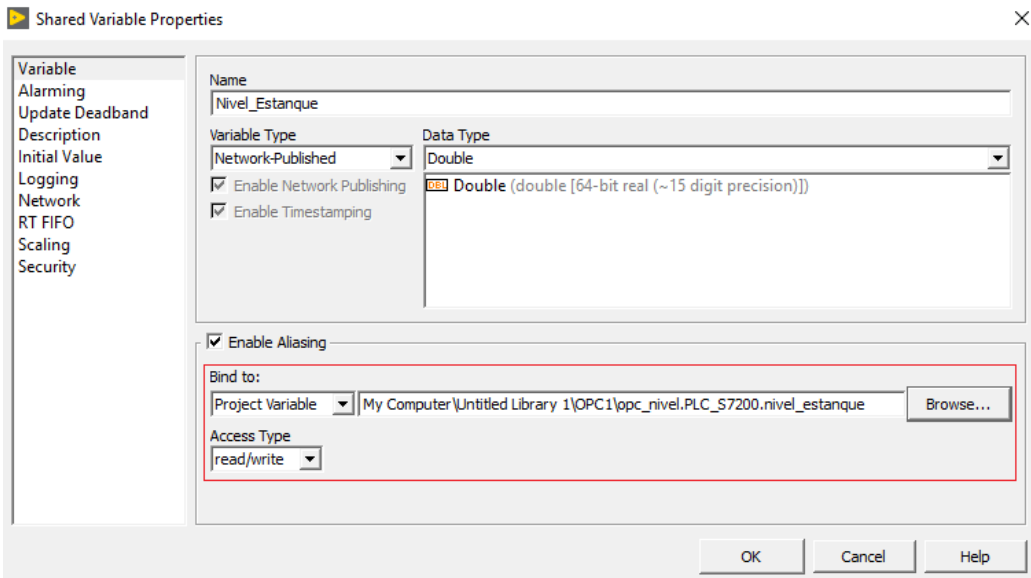 Shared Variable Properties
Variable
Alarming
Update Deadband
Description
Initial Value
Logging
Network
RT FIFO
Scaling
Security
Name
Nivel_Estanque
Variable Type
Network-Published
Enable Network Publishing
Enable Timestamping
Data Type
Double
DBL Double (double [64-bit real (~15 digit precision)])
Enable Aliasing
Bind to:
Project Variable My Computer\Untitled Library 1\OPC1\opc_nivel.PLC_S7200.nivel_estanque Browse...
Access Type
read/write
OK Cancel Help